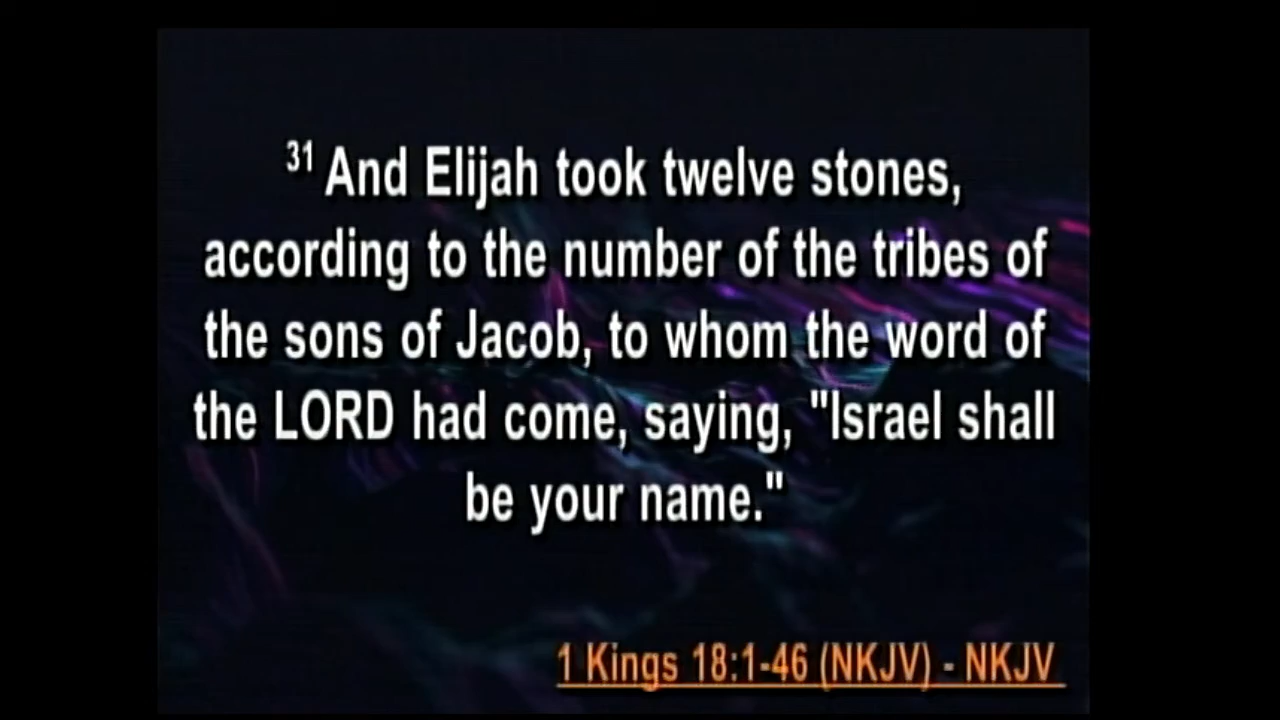 31 And Elijah took twelve stones,
according to the number of the tribes of
the sons of Jacob, to whom the word of
the LORD had come, saying, "Israel shall
be your name."
1 Kings 18:1-46 (NKJV) - NKJV